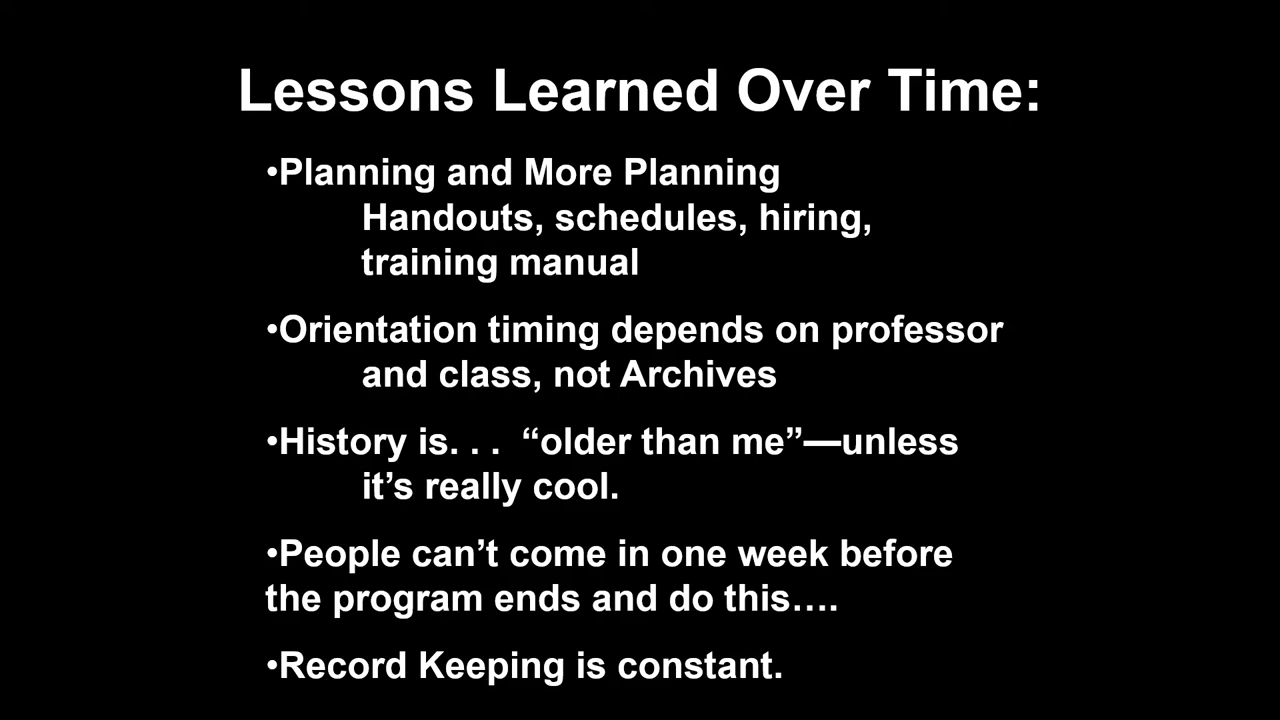 Lessons Learned Over Time:
•Planning and More Planning
Handouts, schedules, hiring,
training manual
•Orientation timing depends on professor
and class, not Archives
•History is. . .  “older than me”—unless
it’s really cool.
•People can’t come in one week before
the program ends and do this….
•Record Keeping is constant.